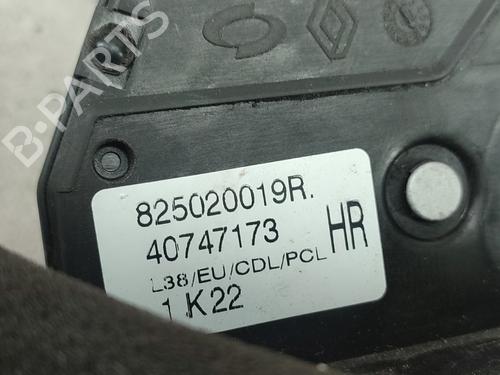 B-PARTS
825020019R.
40747173
HR
L38/EU/CDL/PCL
1 K22